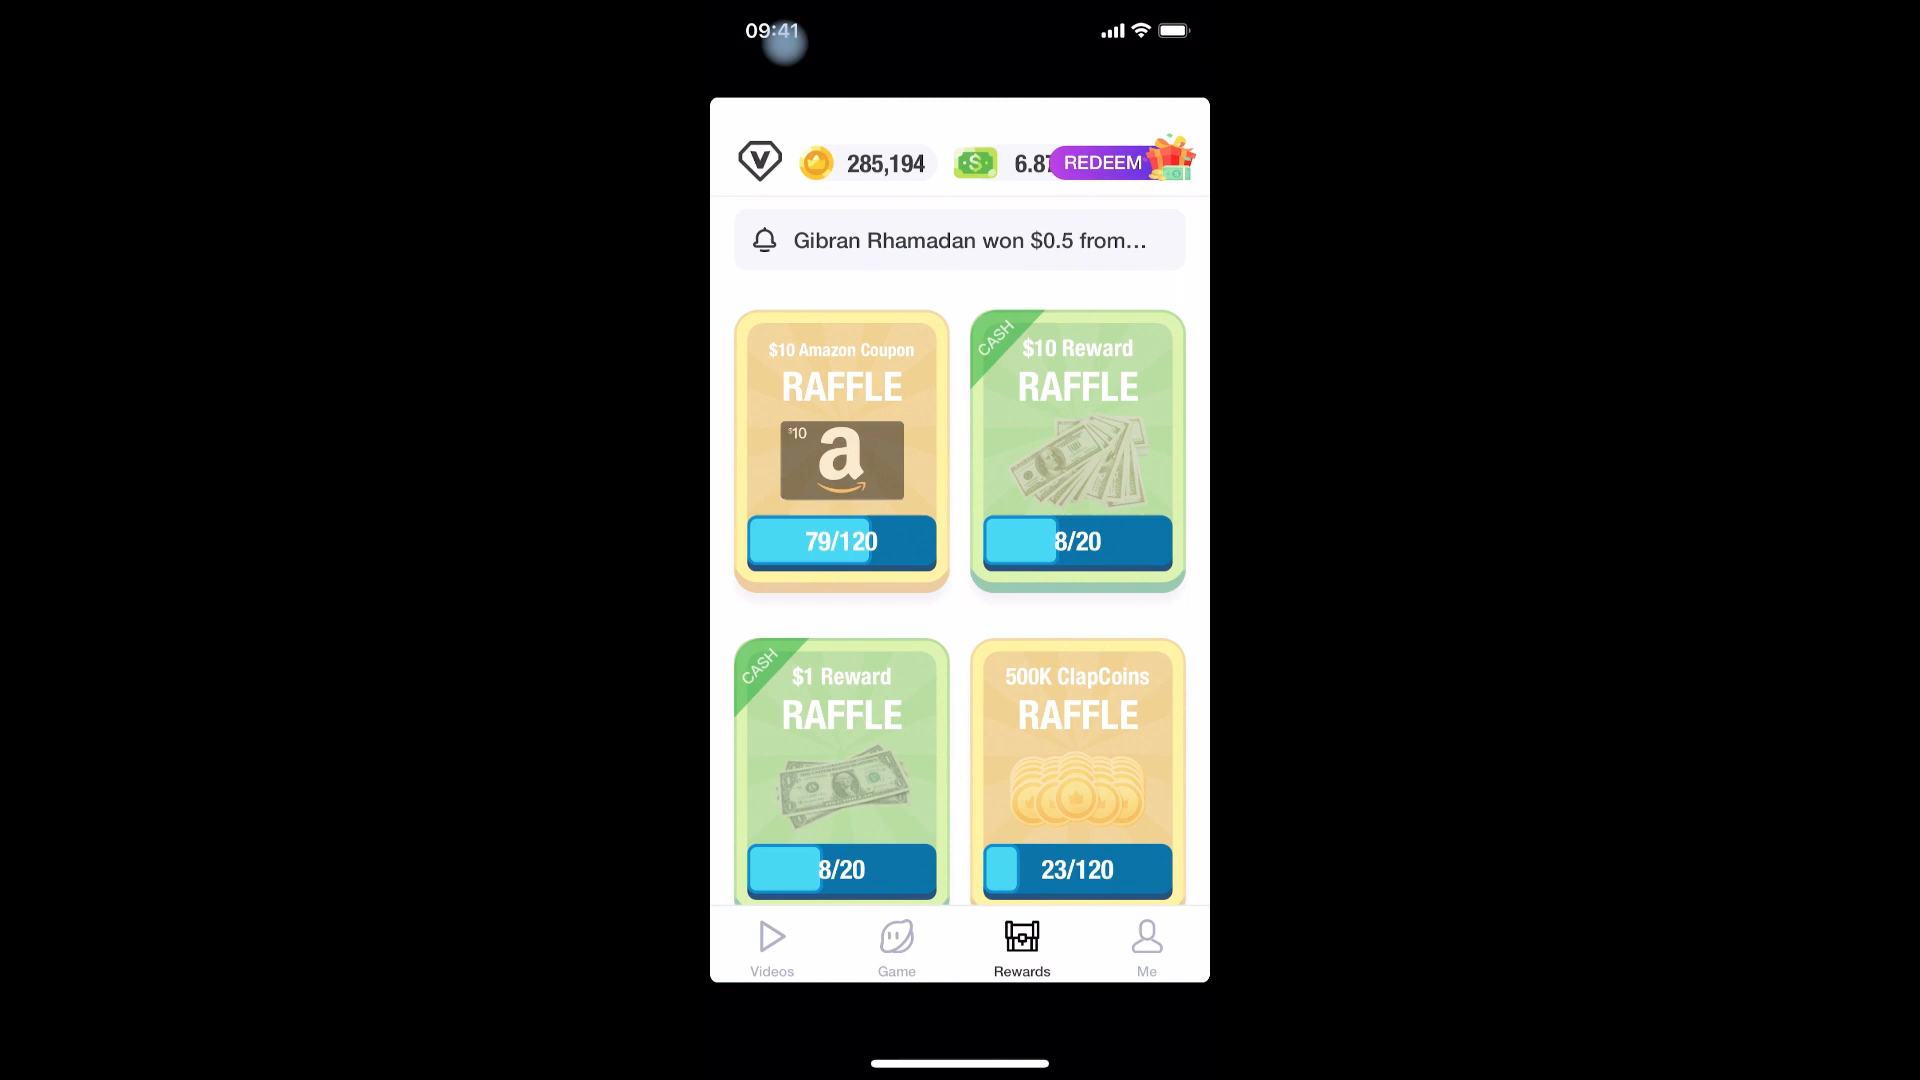 09:41
V
285,194
6.87
REDEEM
Gibran Rhamadan won $0.5 from...
$10 Amazon Coupon
RAFFLE
$10
a
79/120
CASH
$10 Reward
RAFFLE
8/20
CASH
$1 Reward
RAFFLE
8/20
500K ClapCoins
RAFFLE
23/120
Videos
Game
Rewards
Me